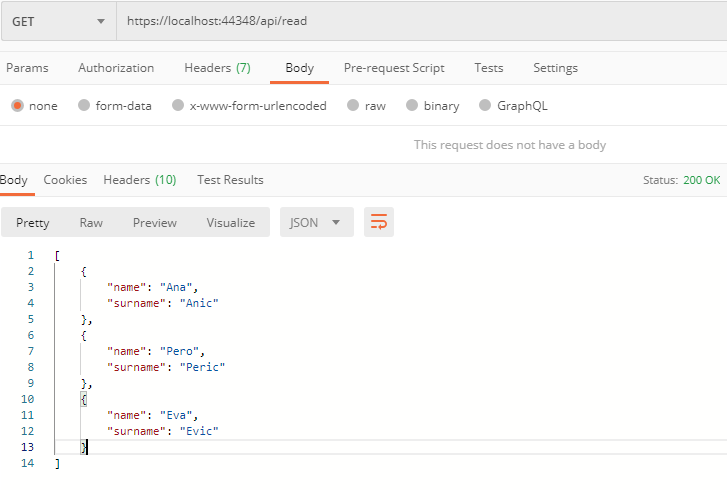 GET https://localhost:44348/api/read
Params Authorization Headers (7) Body Pre-request Script Tests Settings
none form-data x-www-form-urlencoded raw binary GraphQL
This request does not have a body
Body Cookies Headers (10) Test Results Status: 200 OK
Pretty Raw Preview Visualize JSON
1 [
2 {
3 "name": "Ana",
4 "surname": "Anic"
5 },
6 {
7 "name": "Pero",
8 "surname": "Peric"
9 },
10 {
11 "name": "Eva",
12 "surname": "Evic"
13 }
14 ]